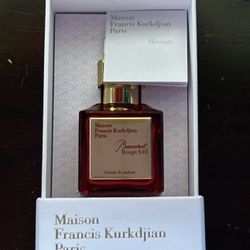 Maison
Francis Kurkdjian
Paris
Message
Maison
Francis Kurkdjian
Paris
Baccarat
Rouge 540
Extrait de parfum
Maison
Francis Kurkdjian
Paris